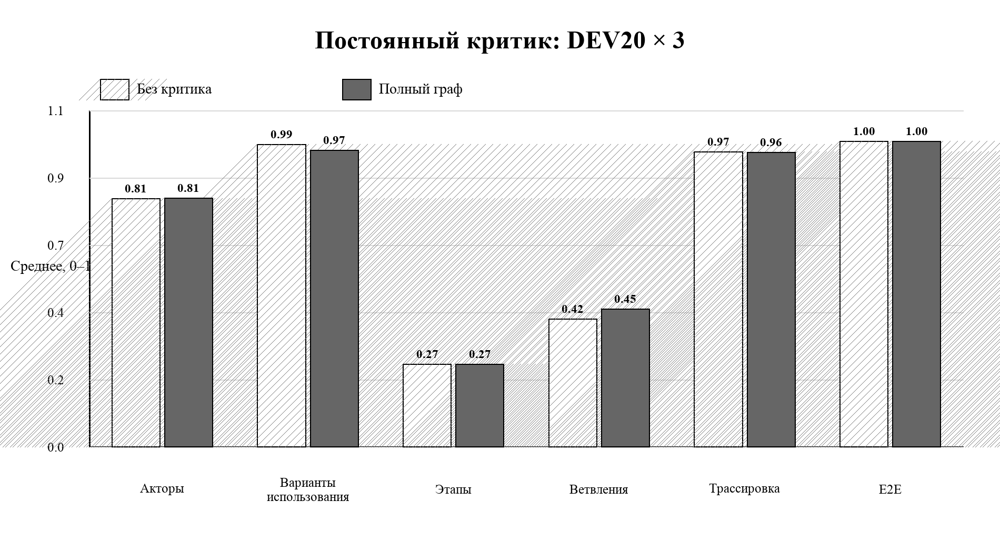 Постоянный критик: DEV20 × 3
Без критика
Полный граф
1.1
0.9
0.7
Среднее, 0–1
0.4
0.2
0.0
0.81
0.81
0.99
0.97
0.27
0.27
0.42
0.45
0.97
0.96
1.00
1.00
Акторы
Варианты
использования
Этапы
Ветвления
Трассировка
E2E